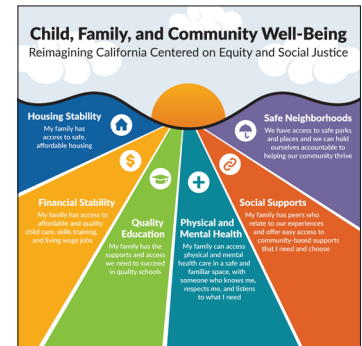 Child, Family, and Community Well-Being
Reimagining California Centered on Equity and Social Justice
Housing Stability
My family has
access to safe,
affordable housing
Safe Neighborhoods
We have access to safe parks
and places and we can hold
ourselves accountable to
helping our community thrive
Financial Stability
My family has access to
affordable and quality
child care, skills training,
and living wage jobs
Quality
Education
My family has the
supports and access
we need to succeed
in quality schools
Physical and
Mental Health
My family can access
physical and mental
health care in a safe and
familiar space, with
someone who knows me,
respects me, and listens
to what I need
Social Supports
My family has peers who
relate to our experiences
and offer easy access to
community-based supports
that I need and choose